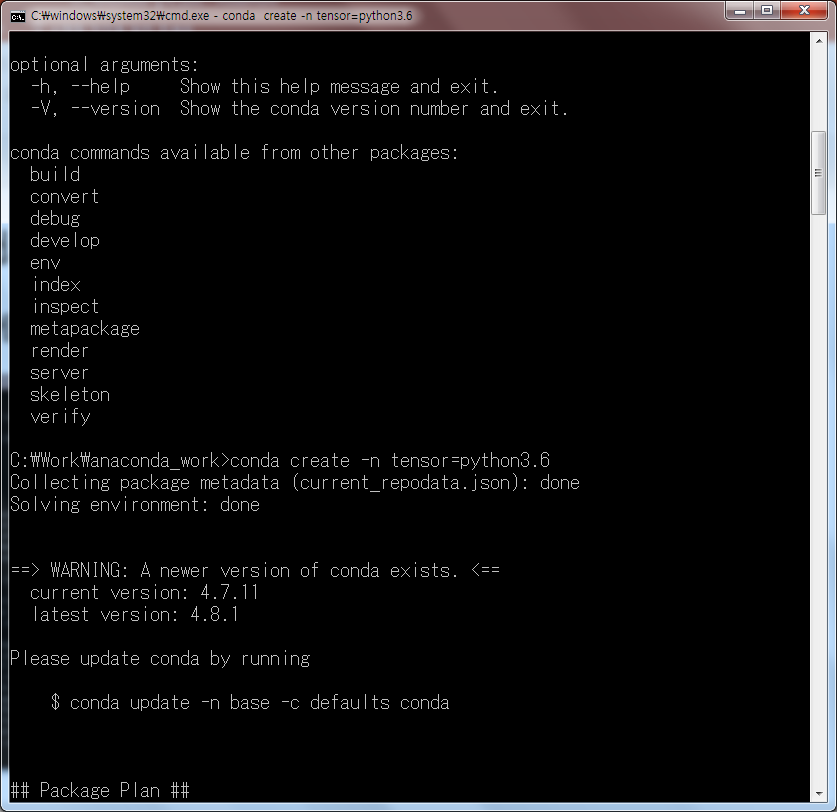 C:₩windows₩system32₩cmd.exe - conda  create -n tensor=python3.6
optional arguments:
  -h, --help     Show this help message and exit.
  -V, --version  Show the conda version number and exit.
conda commands available from other packages:
  build
  convert
  debug
  develop
  env
  index
  inspect
  metapackage
  render
  server
  skeleton
  verify
C:₩Work₩anaconda_work>conda create -n tensor=python3.6
Collecting package metadata (current_repodata.json): done
Solving environment: done
==> WARNING: A newer version of conda exists. <==
  current version: 4.7.11
  latest version: 4.8.1
Please update conda by running
    $ conda update -n base -c defaults conda
## Package Plan ##